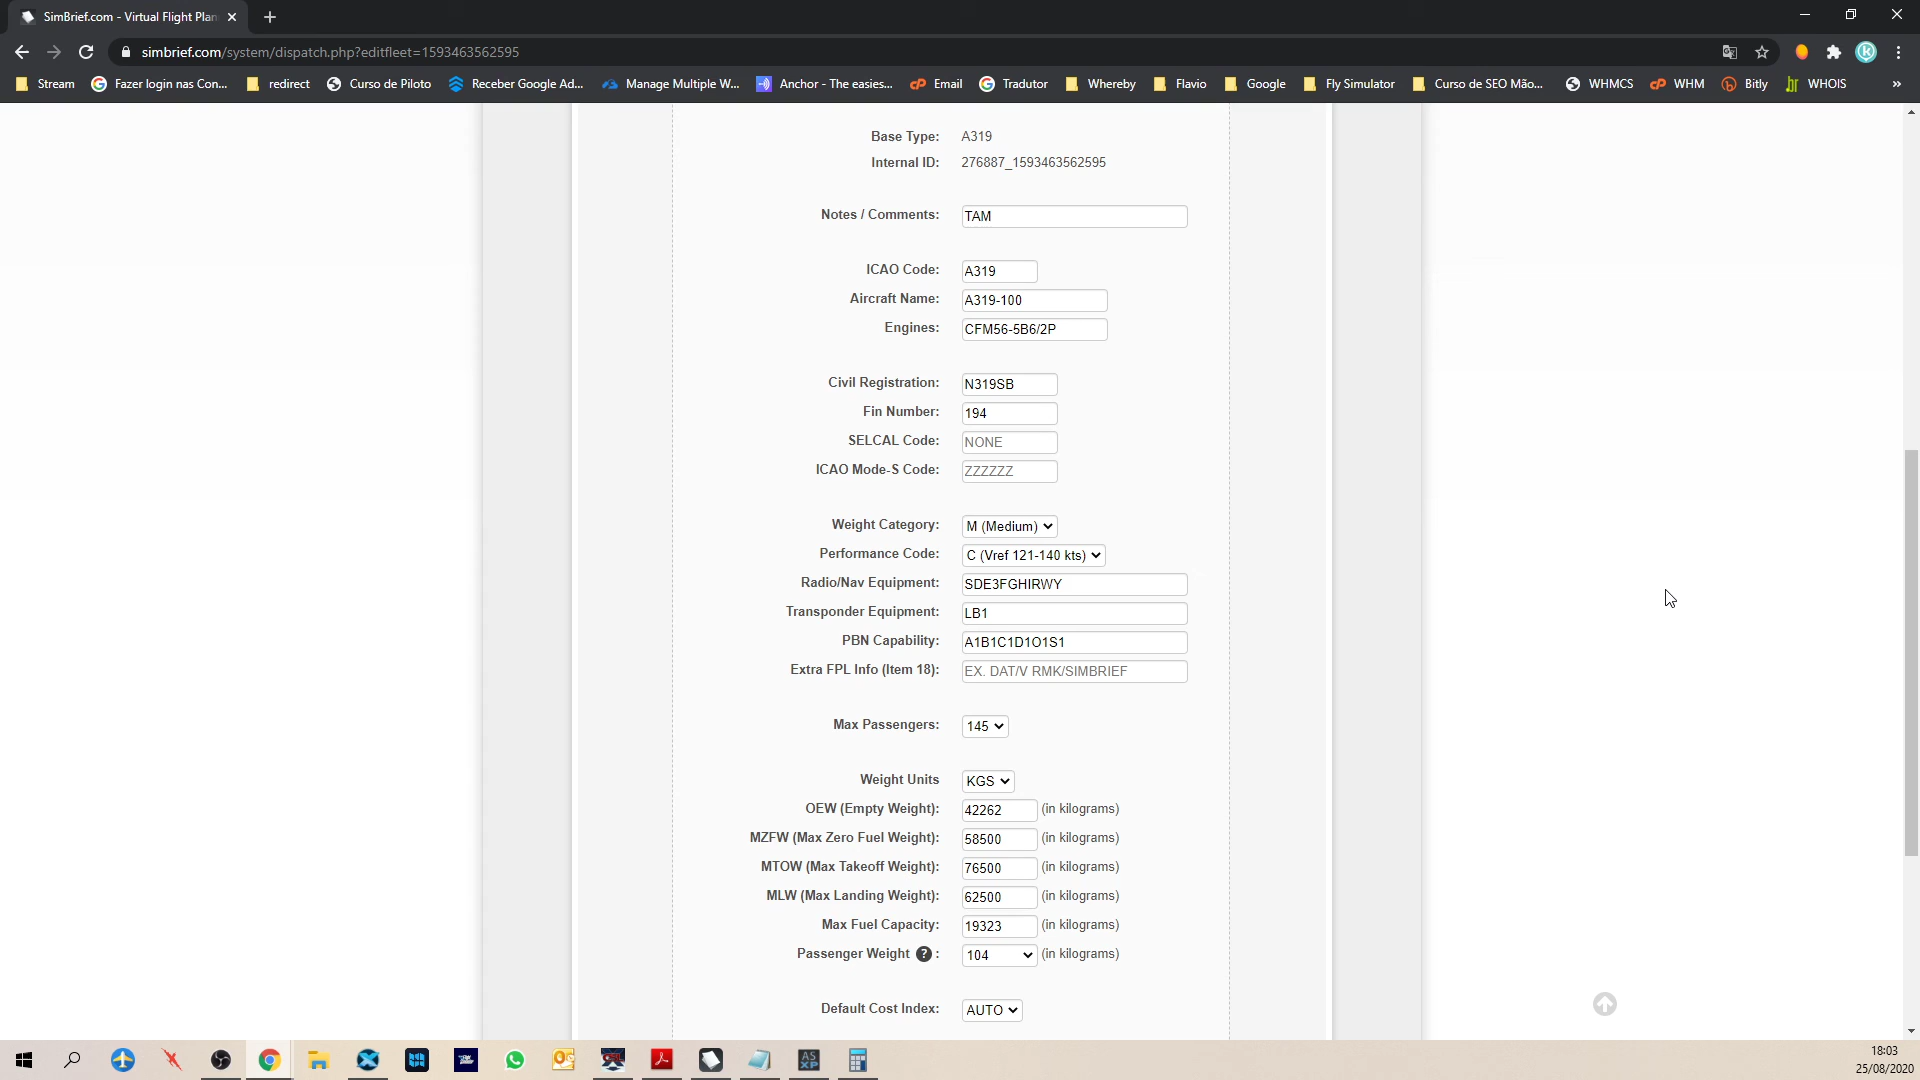 SimBrief.com - Virtual Flight Plan
simbrief.com/system/dispatch.php?editfleet=1593463562595
Stream Fazer login nas Con... redirect Curso de Piloto Receber Google Ad... Manage Multiple W... Anchor - The easies... Email Tradutor Whereby Flavio Google Fly Simulator Curso de SEO Mão... WHMCS WHM Bitly WHOIS »
Base Type: A319
Internal ID: 276887_1593463562595
Notes / Comments: TAM
ICAO Code: A319
Aircraft Name: A319-100
Engines: CFM56-5B6/2P
Civil Registration: N319SB
Fin Number: 194
SELCAL Code: NONE
ICAO Mode-S Code: ZZZZZZ
Weight Category: M (Medium)
Performance Code: C (Vref 121-140 kts)
Radio/Nav Equipment: SDE3FGHIRWY
Transponder Equipment: LB1
PBN Capability: A1B1C1D1O1S1
Extra FPL Info (Item 18): EX. DAT/V RMK/SIMBRIEF
Max Passengers: 145
Weight Units KGS
OEW (Empty Weight): 42262 (in kilograms)
MZFW (Max Zero Fuel Weight): 58500 (in kilograms)
MTOW (Max Takeoff Weight): 76500 (in kilograms)
MLW (Max Landing Weight): 62500 (in kilograms)
Max Fuel Capacity: 19323 (in kilograms)
Passenger Weight ? : 104 (in kilograms)
Default Cost Index: AUTO
AS
XP
18:03
25/08/2020